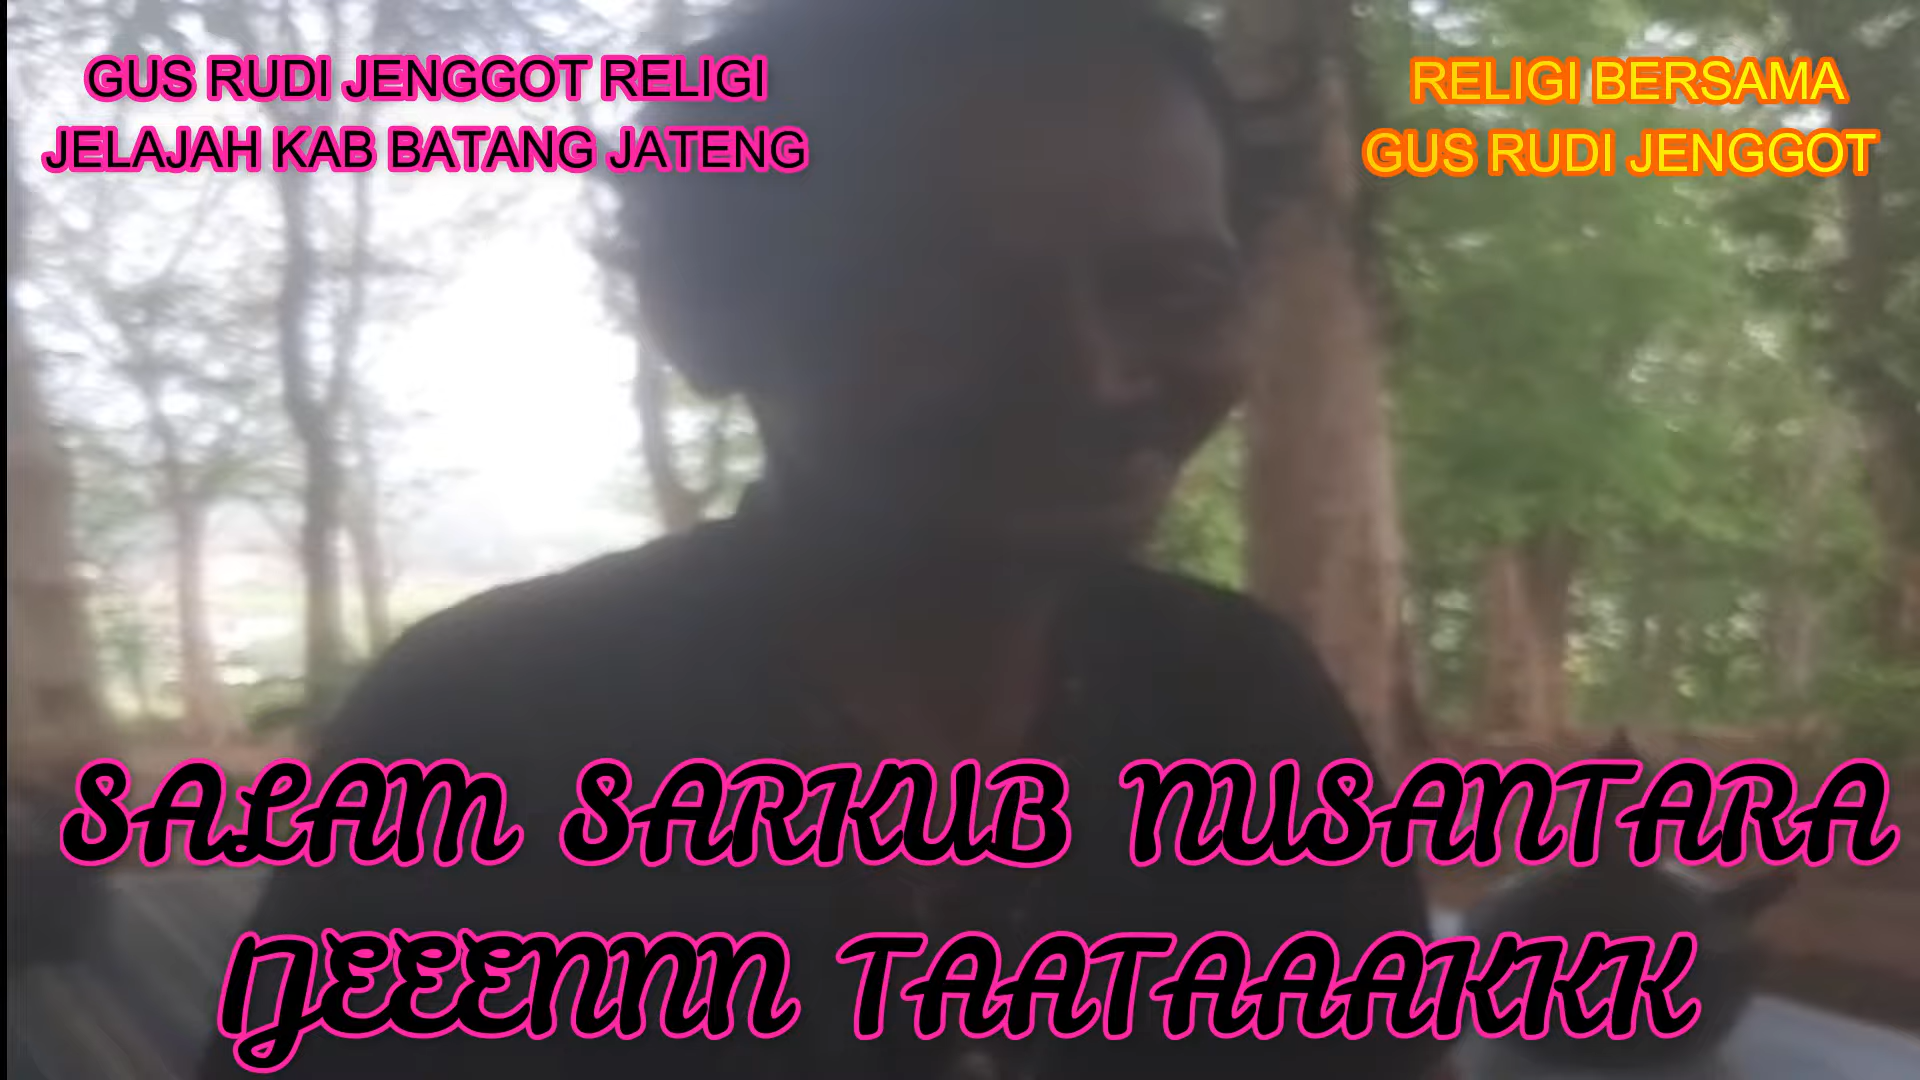 GUS RUDI JENGGOT RELIGI
JELAJAH KAB BATANG JATENG
RELIGI BERSAMA
GUS RUDI JENGGOT
SALAM SARKUB NUSANTARA
IJEEENNN TAATAAAKKK